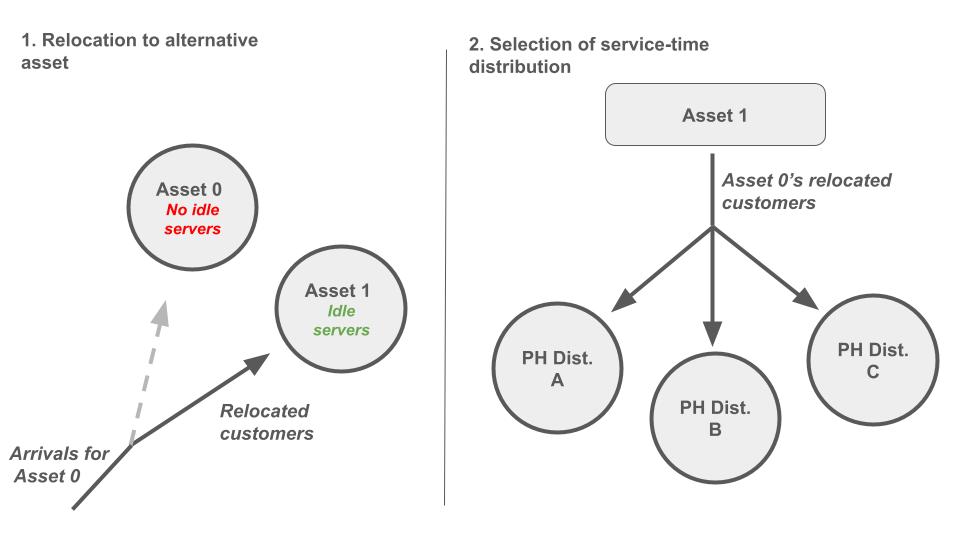 1. Relocation to alternative
asset
Asset 0
No idle
servers
Asset 1
Idle
servers
Relocated
customers
Arrivals for
Asset 0
2. Selection of service-time
distribution
Asset 1
Asset 0’s relocated
customers
PH Dist.
A
PH Dist.
B
PH Dist.
C